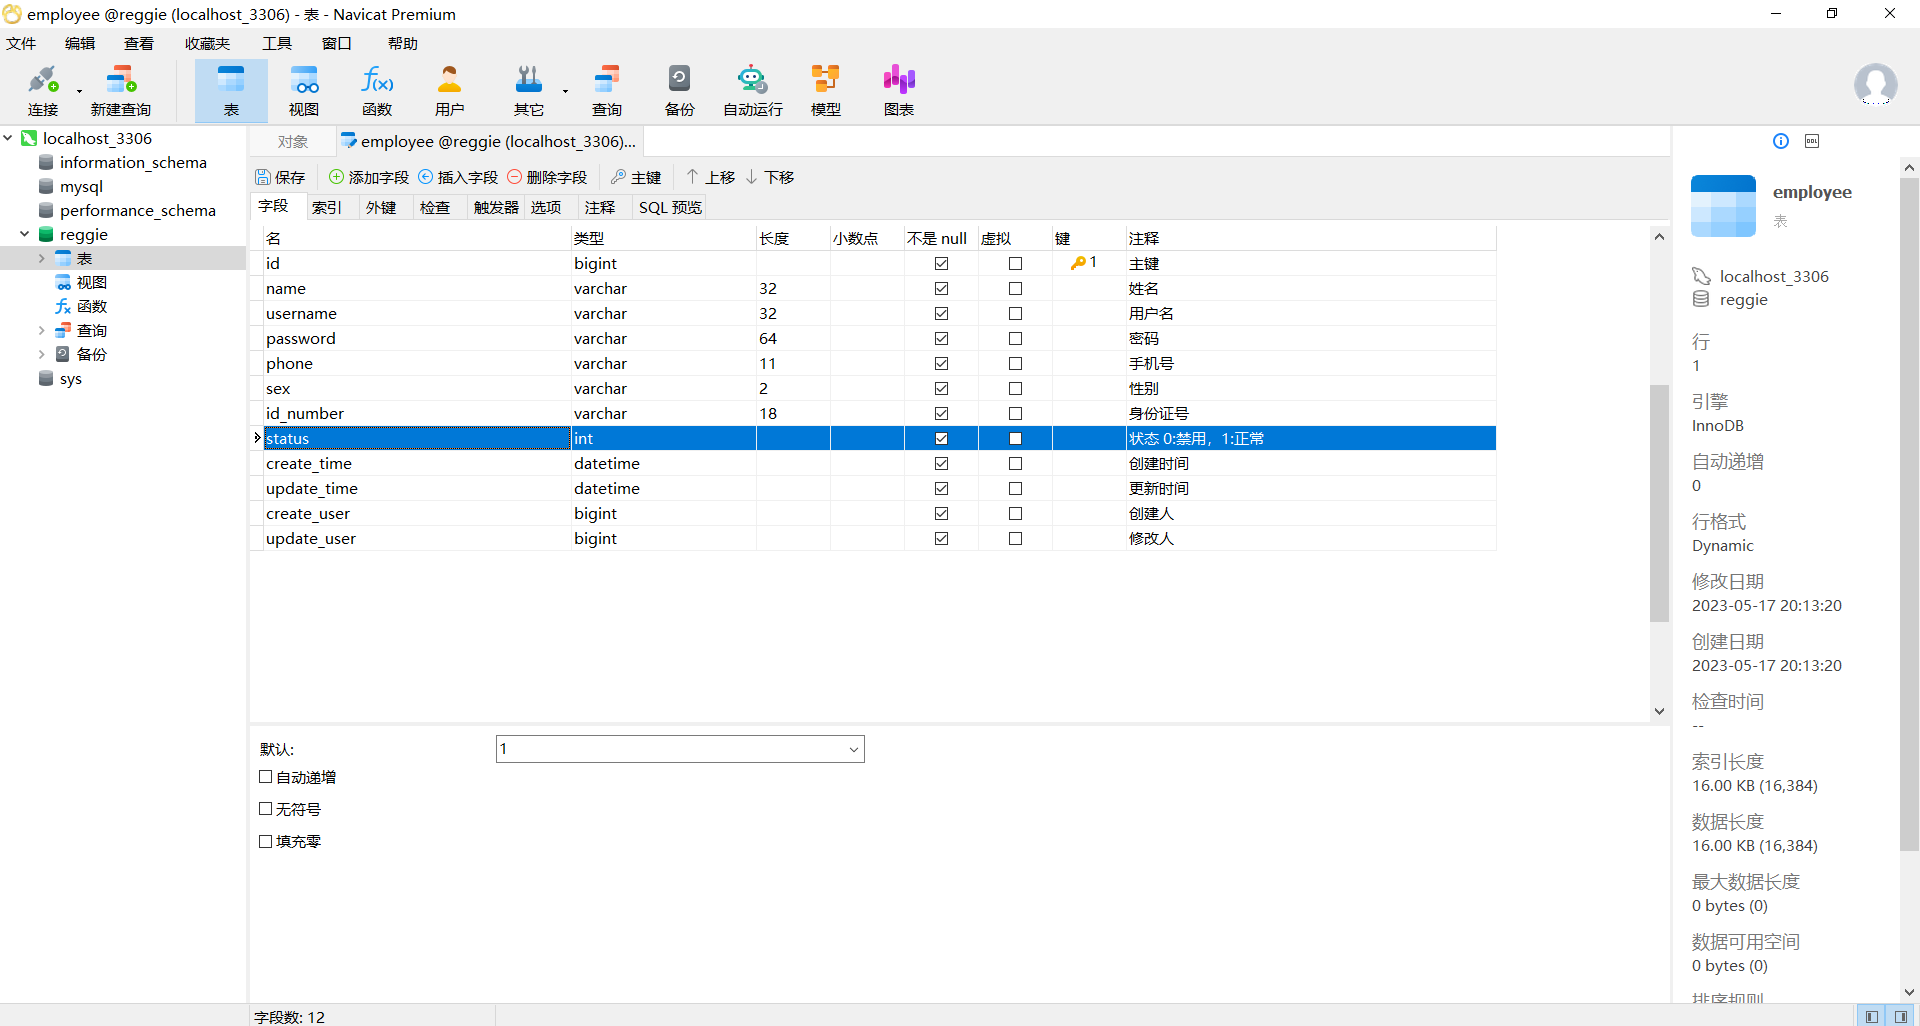 employee @reggie (localhost_3306) - 表 - Navicat Premium
文件 编辑 查看 收藏夹 工具 窗口 帮助
连接 新建查询 表 视图 函数 用户 其它 查询 备份 自动运行 模型 图表
localhost_3306
information_schema
mysql
performance_schema
reggie
表
视图
函数
查询
备份
sys
对象 employee @reggie (localhost_3306)...
保存 添加字段 插入字段 删除字段 主键 上移 下移
字段 索引 外键 检查 触发器 选项 注释 SQL 预览
名 类型 长度 小数点 不是 null 虚拟 键 注释
id bigint 1 主键
name varchar 32 姓名
username varchar 32 用户名
password varchar 64 密码
phone varchar 11 手机号
sex varchar 2 性别
id_number varchar 18 身份证号
status int 状态 0:禁用，1:正常
create_time datetime 创建时间
update_time datetime 更新时间
create_user bigint 创建人
update_user bigint 修改人
默认: 1
自动递增
无符号
填充零
DDL
employee
表
localhost_3306
reggie
行
1
引擎
InnoDB
自动递增
0
行格式
Dynamic
修改日期
2023-05-17 20:13:20
创建日期
2023-05-17 20:13:20
检查时间
--
索引长度
16.00 KB (16,384)
数据长度
16.00 KB (16,384)
最大数据长度
0 bytes (0)
数据可用空间
0 bytes (0)
排序规则
字段数: 12